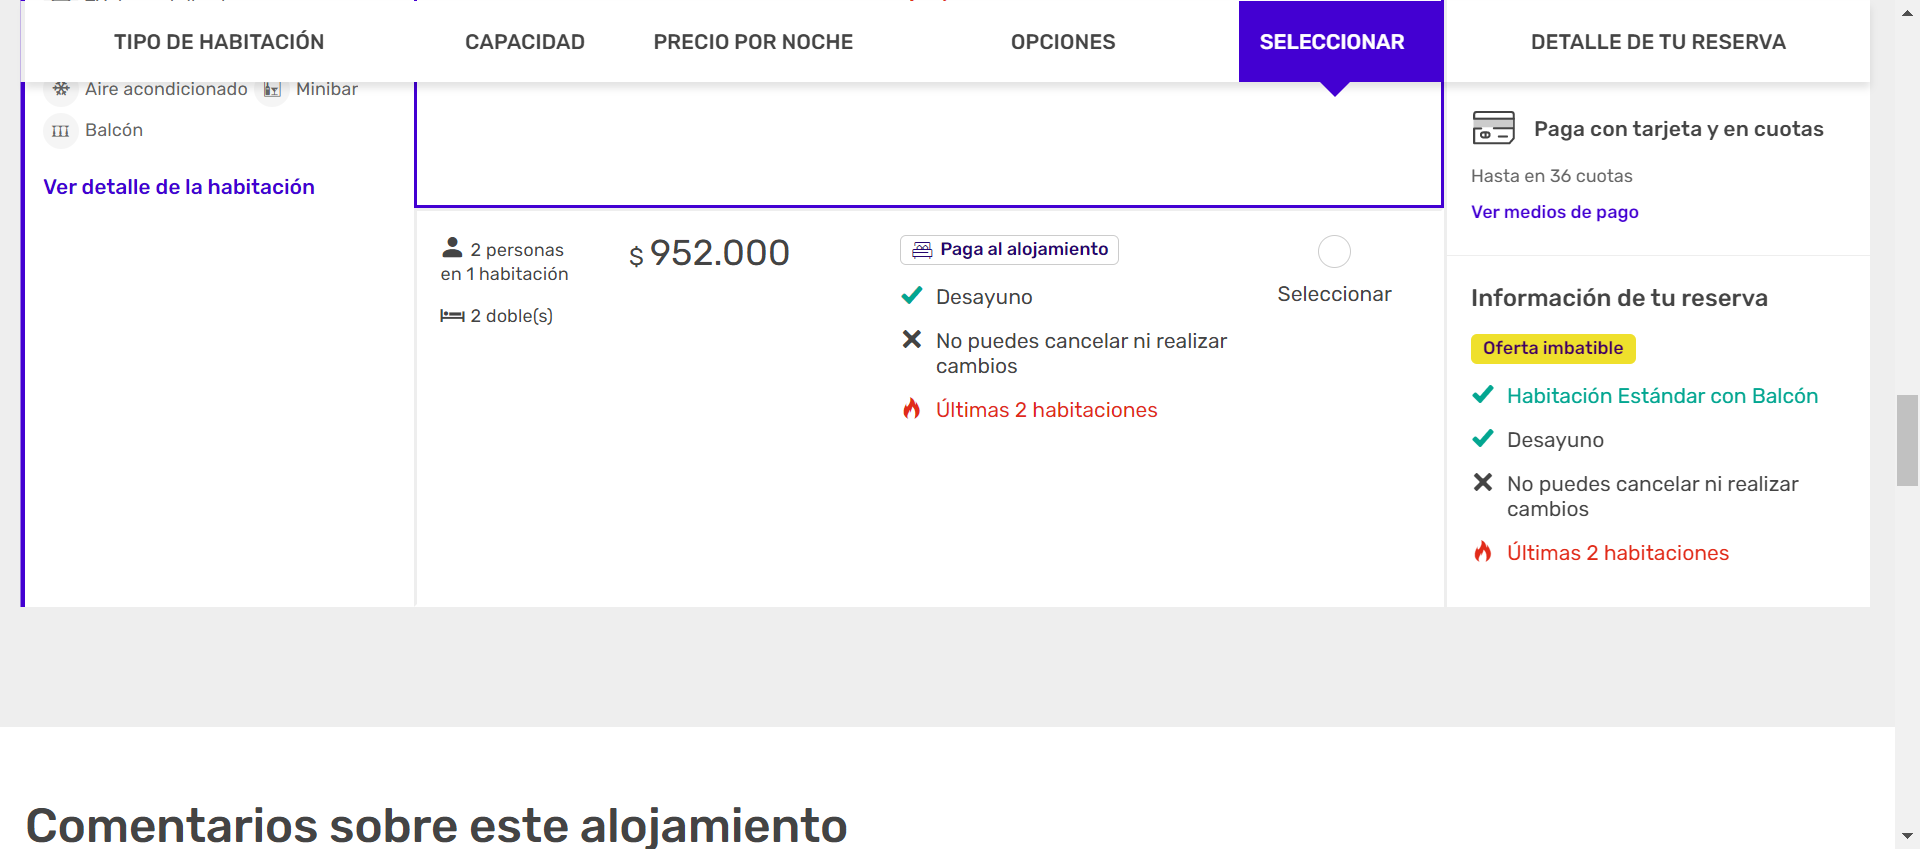 TIPO DE HABITACIÓN
CAPACIDAD
PRECIO POR NOCHE
OPCIONES
SELECCIONAR
DETALLE DE TU RESERVA
Aire acondicionado
Minibar
Balcón
Ver detalle de la habitación
2 personas
en 1 habitación
2 doble(s)
$ 952.000
Paga al alojamiento
Desayuno
No puedes cancelar ni realizar
cambios
Últimas 2 habitaciones
Seleccionar
Paga con tarjeta y en cuotas
Hasta en 36 cuotas
Ver medios de pago
Información de tu reserva
Oferta imbatible
Habitación Estándar con Balcón
Desayuno
No puedes cancelar ni realizar
cambios
Últimas 2 habitaciones
Comentarios sobre este alojamiento